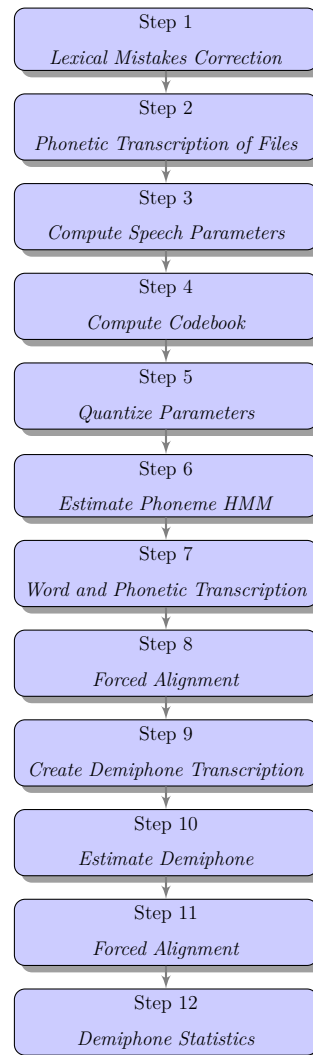 Step 1
Lexical Mistakes Correction
Step 2
Phonetic Transcription of Files
Step 3
Compute Speech Parameters
Step 4
Compute Codebook
Step 5
Quantize Parameters
Step 6
Estimate Phoneme HMM
Step 7
Word and Phonetic Transcription
Step 8
Forced Alignment
Step 9
Create Demiphone Transcription
Step 10
Estimate Demiphone
Step 11
Forced Alignment
Step 12
Demiphone Statistics